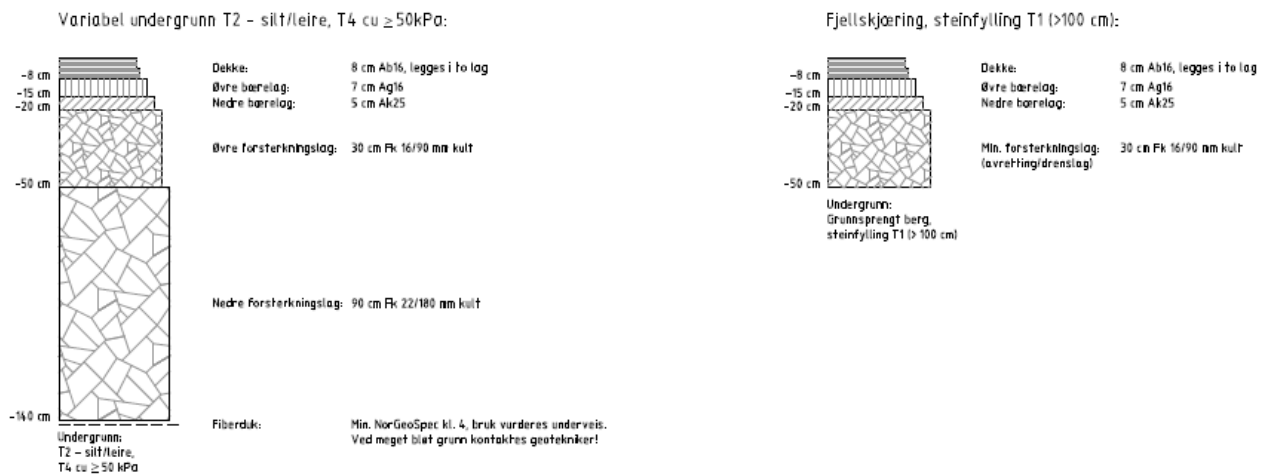 Variabel undergrunn T2 - silt/leire, T4 cu ≥ 50kPa:
-8 cm
-15 cm
-20 cm
-50 cm
-140 cm
Dekke: 8 cm Ab16, legges i to lag
Øvre bærelag: 7 cm Ag16
Nedre bærelag: 5 cm Ak25
Øvre forsterkningslag: 30 cm Fk 16/90 mm kult
Nedre forsterkningslag: 90 cm Fk 22/180 mm kult
Fiberduk: Min. NorGeoSpec kl. 4, bruk vurderes underveis.
Ved meget bløt grunn kontaktes geotekniker!
Undergrunn:
T2 - silt/leire,
T4 cu ≥ 50 kPa
Fjellskjæring, steinfylling T1 (>100 cm):
-8 cm
-15 cm
-20 cm
-50 cm
Dekke: 8 cm Ab16, legges i to lag
Øvre bærelag: 7 cm Ag16
Nedre bærelag: 5 cm Ak25
Min. forsterkningslag: 30 cm Fk 16/90 mm kult
(avretting/drenslag)
Undergrunn:
Grunnsprengt berg,
steinfylling T1 (> 100 cm)